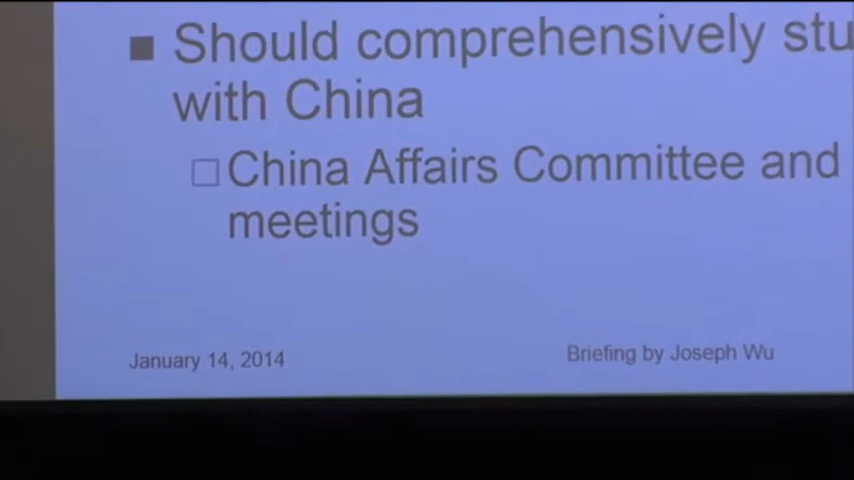 Should comprehensively stu
with China
China Affairs Committee and
meetings
January 14, 2014
Briefing by Joseph Wu